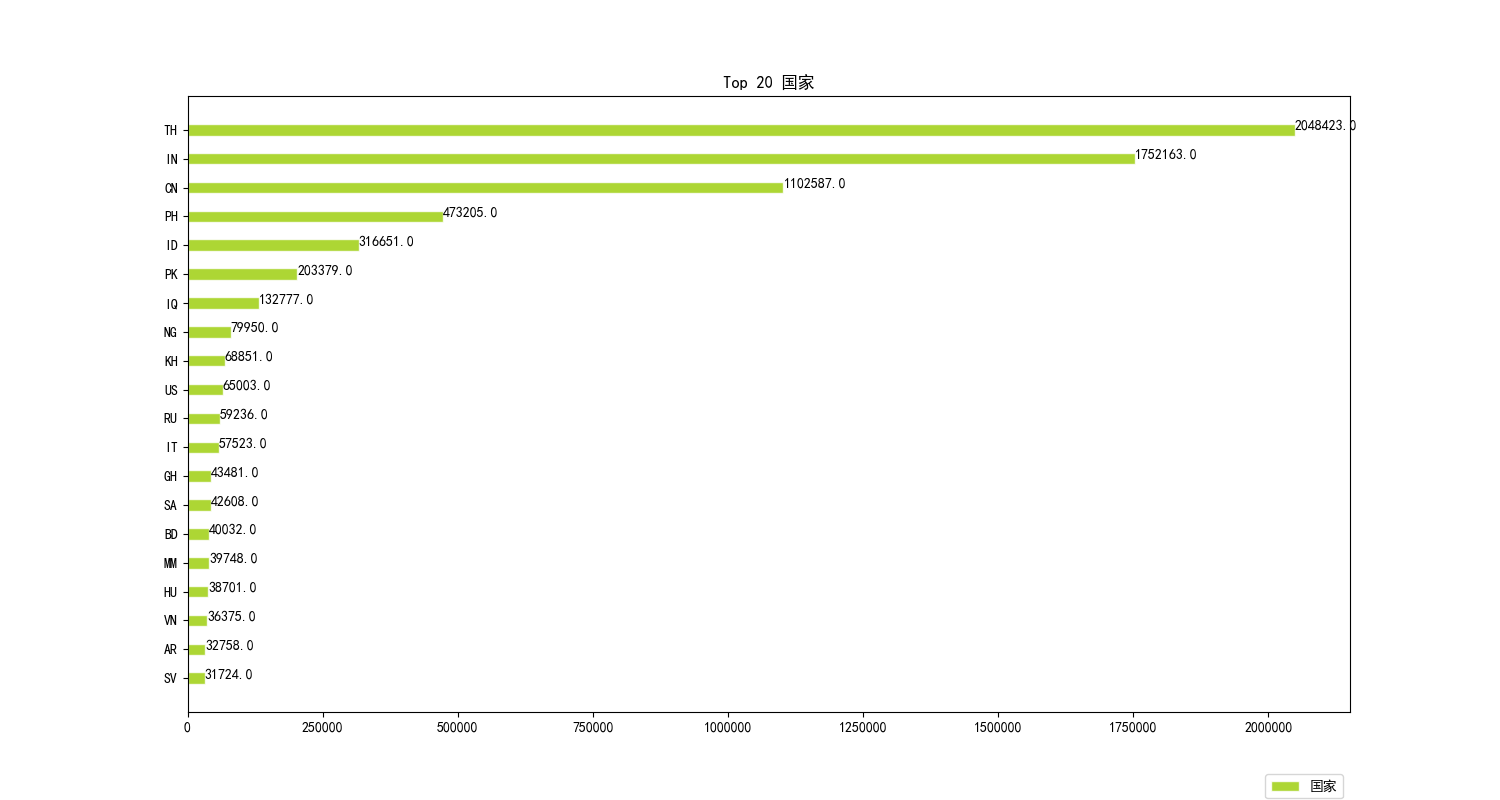 Top 20 国家
TH 2048423.0
IN 1752163.0
CN 1102587.0
PH 473205.0
ID 316651.0
PK 203379.0
IQ 132777.0
NG 79950.0
KH 68851.0
US 65003.0
RU 59236.0
IT 57523.0
GH 43481.0
SA 42608.0
BD 40032.0
MM 39748.0
HU 38701.0
VN 36375.0
AR 32758.0
SV 31724.0
0 250000 500000 750000 1000000 1250000 1500000 1750000 2000000
国家